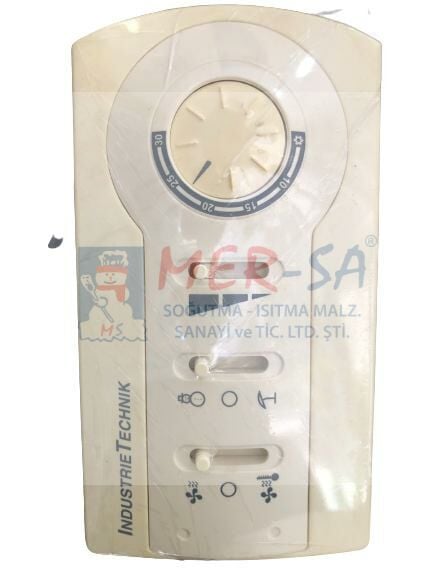 30 25 20 15 10
MER-SA®
SOĞUTMA - ISITMA MALZ.
SANAYİ ve TİC. LTD. ŞTİ.
MS
INDUSTRIETECHNIK